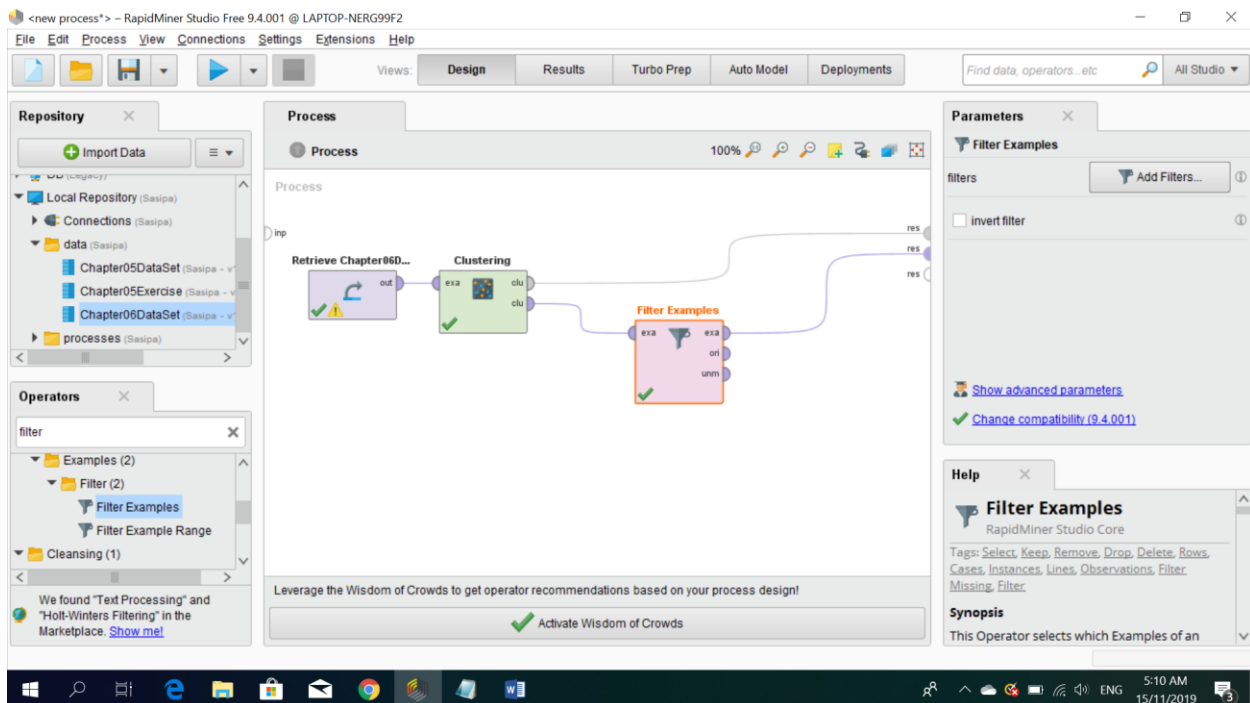 <new process*> – RapidMiner Studio Free 9.4.001 @ LAPTOP-NERG99F2
File Edit Process View Connections Settings Extensions Help
Views: Design Results Turbo Prep Auto Model Deployments
Find data, operators...etc All Studio
Repository
Import Data
DB (Legacy)
Local Repository (Sasipa)
Connections (Sasipa)
data (Sasipa)
Chapter05DataSet (Sasipa - v
Chapter05Exercise (Sasipa - v
Chapter06DataSet (Sasipa - v
processes (Sasipa)
Operators
filter
Examples (2)
Filter (2)
Filter Examples
Filter Example Range
Cleansing (1)
We found "Text Processing" and
"Holt-Winters Filtering" in the
Marketplace. Show me!
Process
Process
100%
Process
inp
Retrieve Chapter06D...
out
Clustering
exa clu
clu
Filter Examples
exa exa
ori
unm
res
res
res
Leverage the Wisdom of Crowds to get operator recommendations based on your process design!
Activate Wisdom of Crowds
Parameters
Filter Examples
filters Add Filters...
invert filter
Show advanced parameters
Change compatibility (9.4.001)
Help
Filter Examples
RapidMiner Studio Core
Tags: Select, Keep, Remove, Drop, Delete, Rows,
Cases, Instances, Lines, Observations, Filter
Missing, Filter
Synopsis
This Operator selects which Examples of an
ENG
5:10 AM
15/11/2019
3